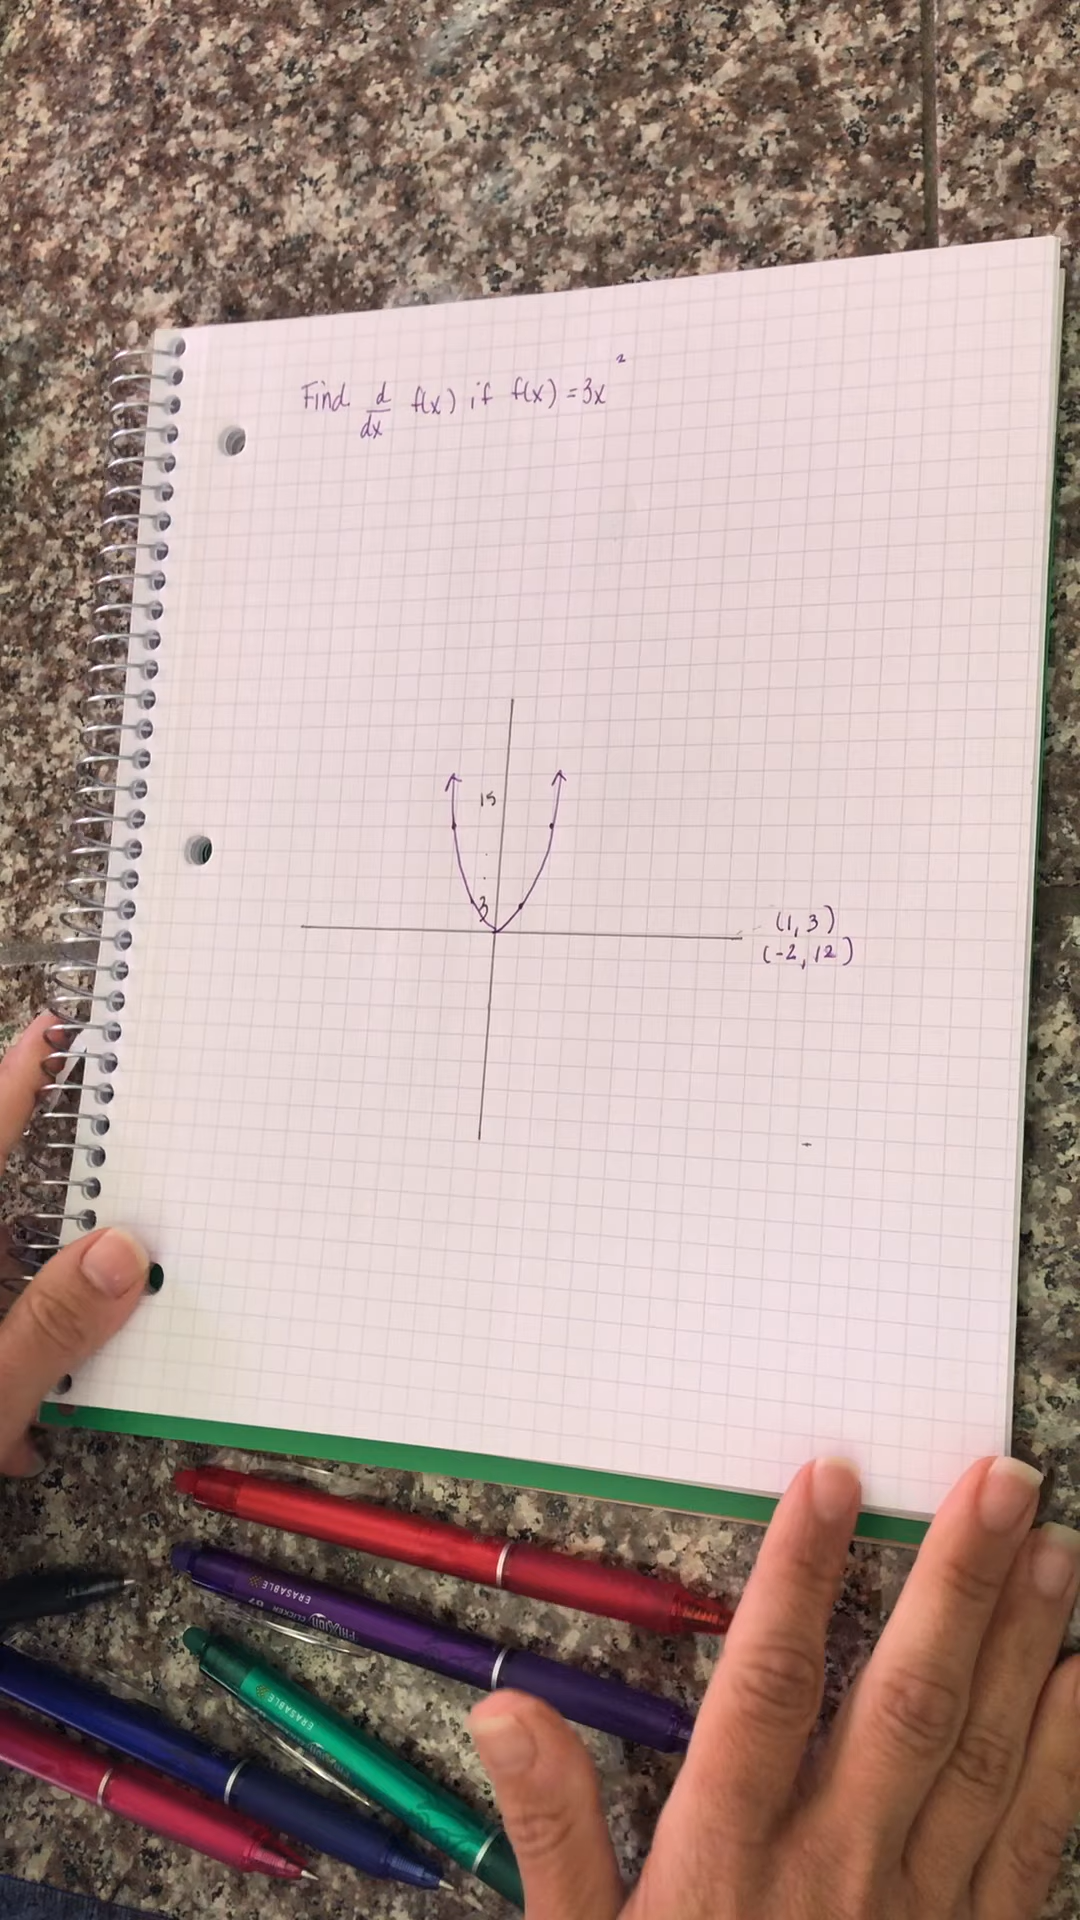 Find d/dx f(x) if f(x) = 3x²
15
3
(1, 3)
(-2, 12)
ERASABLE
FRIXION CLICKER 07
ERASABLE